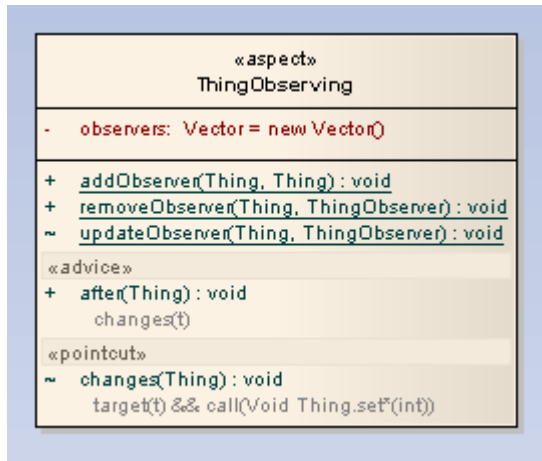 «aspect»
ThingObserving
- observers: Vector = new Vector()
+ addObserver(Thing, Thing) : void
+ removeObserver(Thing, ThingObserver) : void
~ updateObserver(Thing, ThingObserver) : void
«advice»
+ after(Thing) : void
changes(t)
«pointcut»
~ changes(Thing) : void
target(t) && call(Void Thing.set*(int))